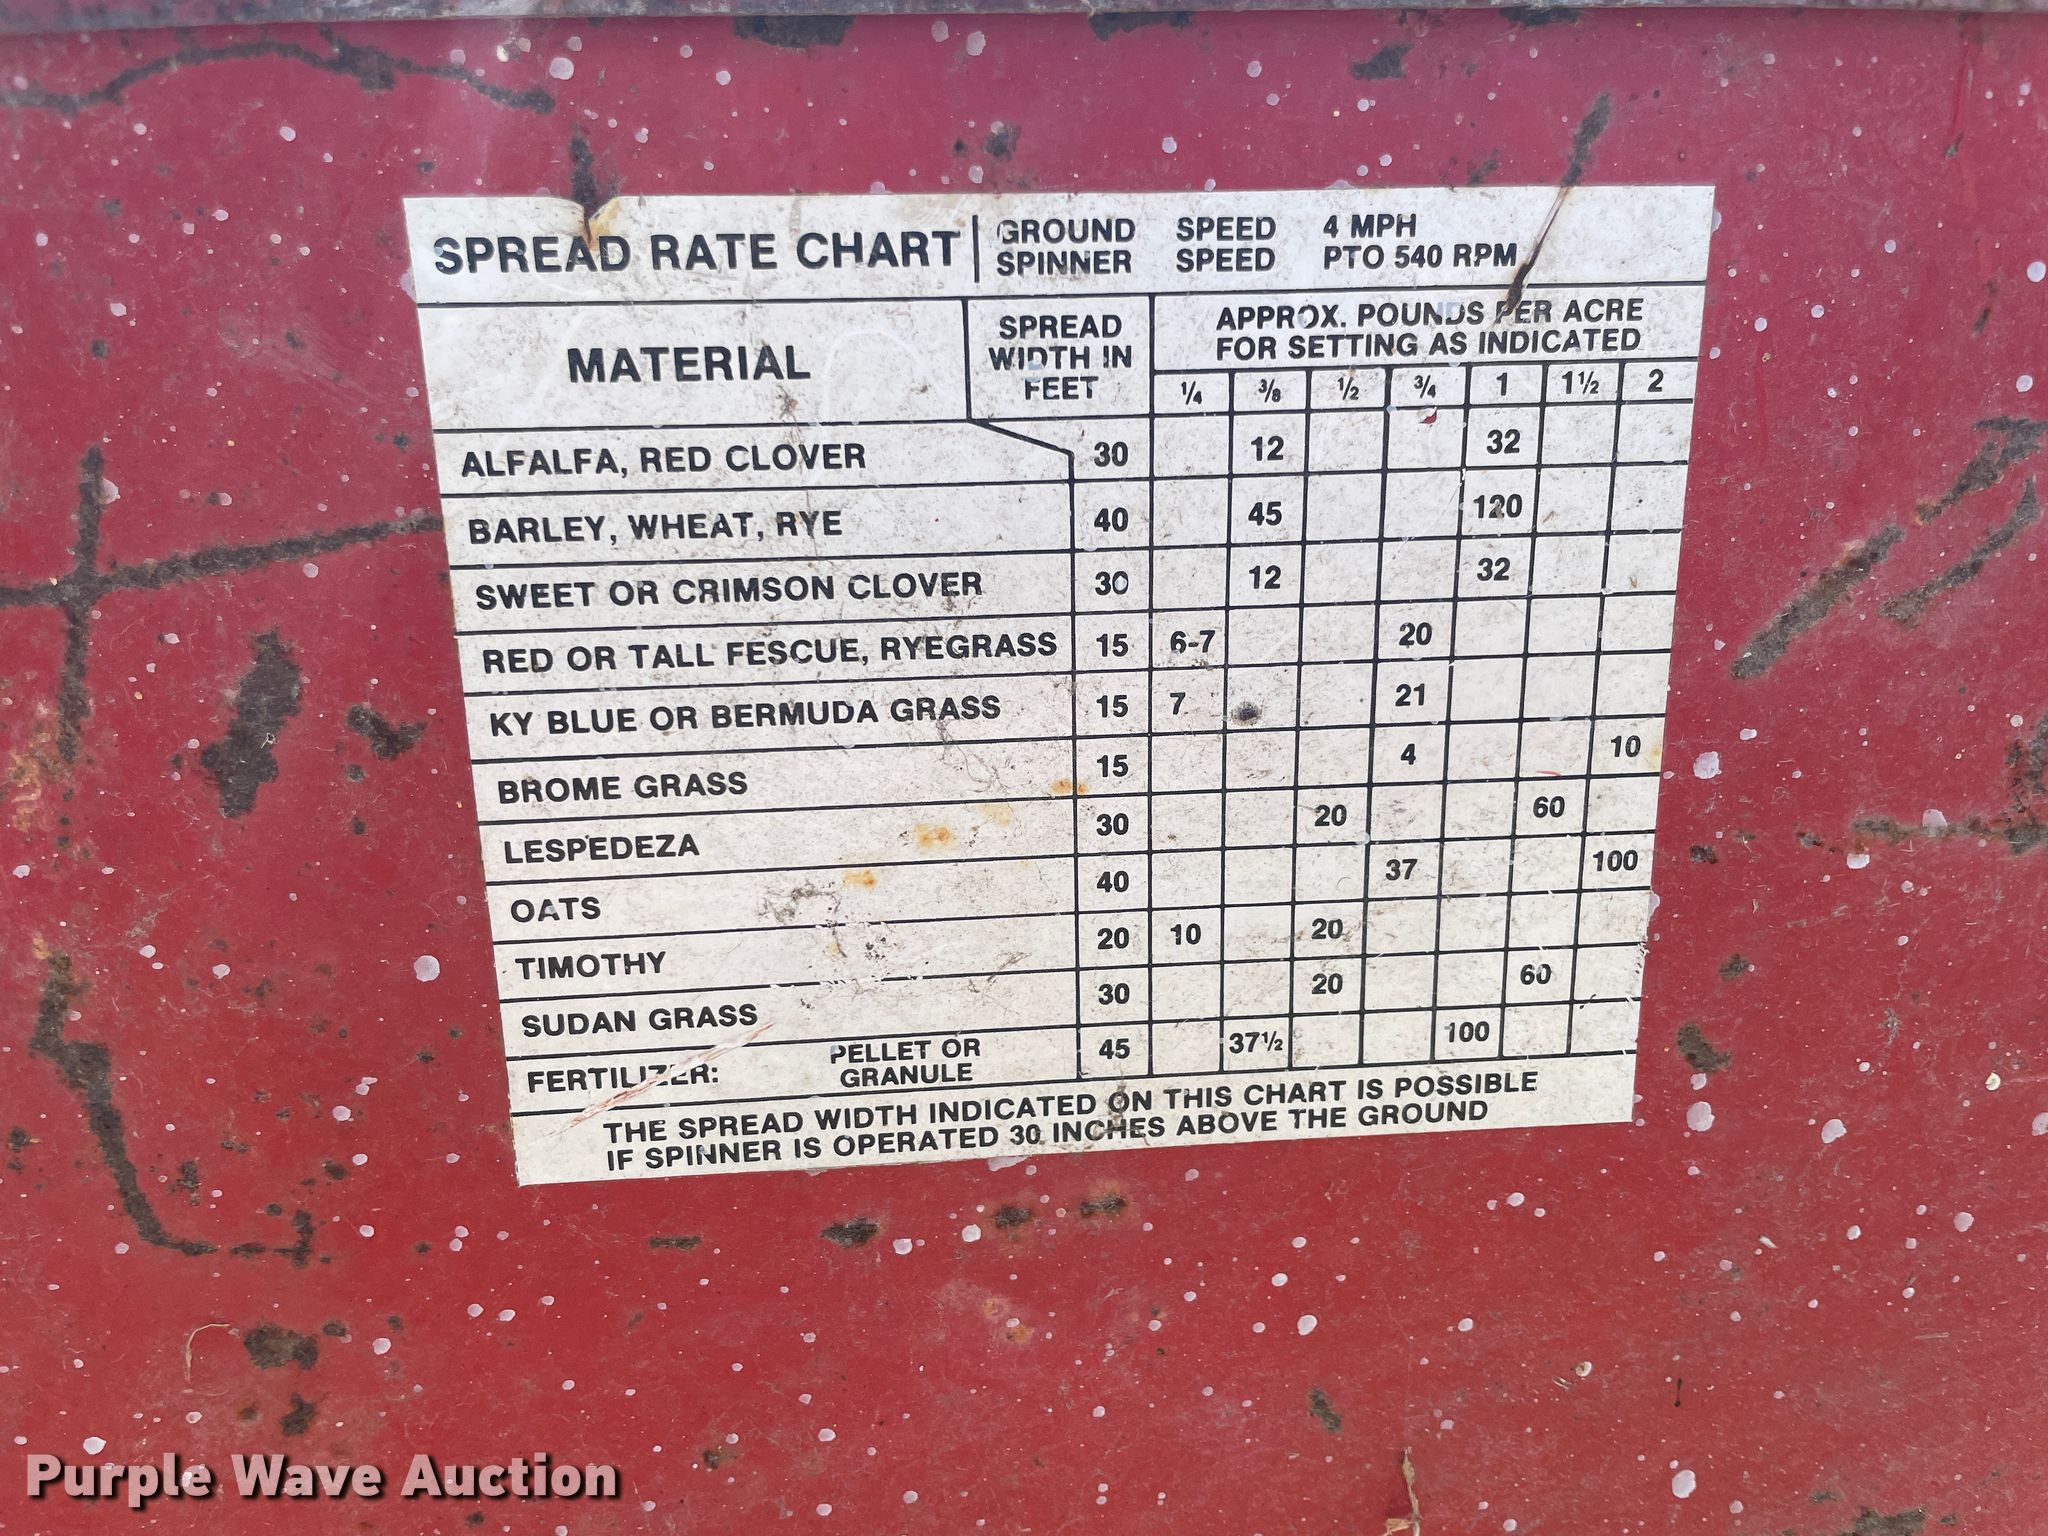 SPREAD RATE CHART | GROUND SPEED 4 MPH
SPINNER SPEED PTO 540 RPM
MATERIAL
SPREAD
WIDTH IN
FEET
APPROX. POUNDS PER ACRE
FOR SETTING AS INDICATED
¼ ⅜ ½ ¾ 1 1½ 2
ALFALFA, RED CLOVER 30 12 32
BARLEY, WHEAT, RYE 40 45 120
SWEET OR CRIMSON CLOVER 30 12 32
RED OR TALL FESCUE, RYEGRASS 15 6-7 20
KY BLUE OR BERMUDA GRASS 15 7 21
BROME GRASS 15 4 10
LESPEDEZA 30 20 60
OATS 40 37 100
TIMOTHY 20 10 20
SUDAN GRASS 30 20 60
FERTILIZER: PELLET OR GRANULE 45 37½ 100
THE SPREAD WIDTH INDICATED ON THIS CHART IS POSSIBLE
IF SPINNER IS OPERATED 30 INCHES ABOVE THE GROUND
Purple Wave Auction